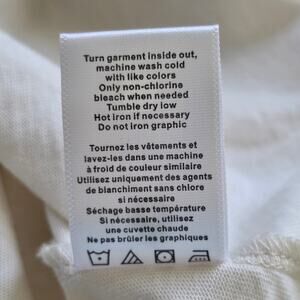 Turn garment inside out,
machine wash cold
with like colors
Only non-chlorine
bleach when needed
Tumble dry low
Hot iron if necessary
Do not iron graphic
Tournez les vêtements et
lavez-les dans une machine
à froid de couleur similaire
Utilisez uniquement des agents
de blanchiment sans chlore
si nécessaire
Séchage basse température
Si nécessaire, utilisez
une cuvette chaude
Ne pas brûler les graphiques